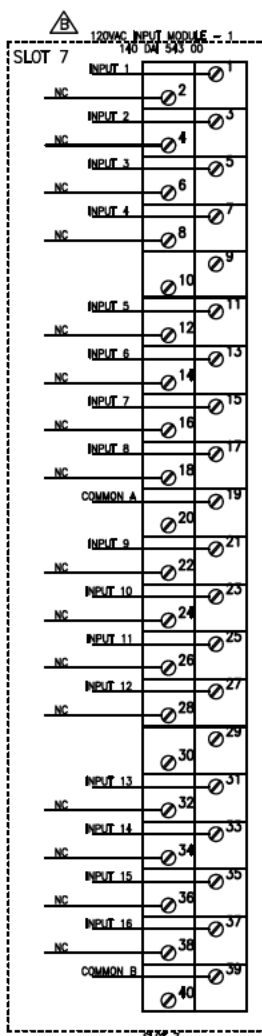 B
120VAC INPUT MODULE - 1
140 DAI 543 00
SLOT 7
INPUT 1 1
NC 2
INPUT 2 3
NC 4
INPUT 3 5
NC 6
INPUT 4 7
NC 8
9
10
INPUT 5 11
NC 12
INPUT 6 13
NC 14
INPUT 7 15
NC 16
INPUT 8 17
NC 18
COMMON A 19
20
INPUT 9 21
NC 22
INPUT 10 23
NC 24
INPUT 11 25
NC 26
INPUT 12 27
NC 28
29
30
INPUT 13 31
NC 32
INPUT 14 33
NC 34
INPUT 15 35
NC 36
INPUT 16 37
NC 38
COMMON B 39
40